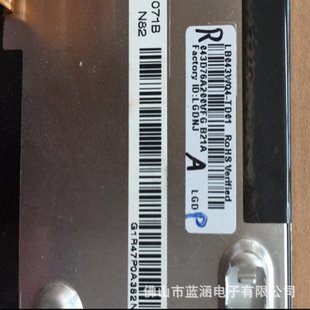 LB043WQ4-TD01 RoHS Verified
043D76A200VFG B21A
Factory ID:LGDNJ
R
A
LGD
P
071B
N82
G1R47P0A382N
佛山市蓝涵电子有限公司